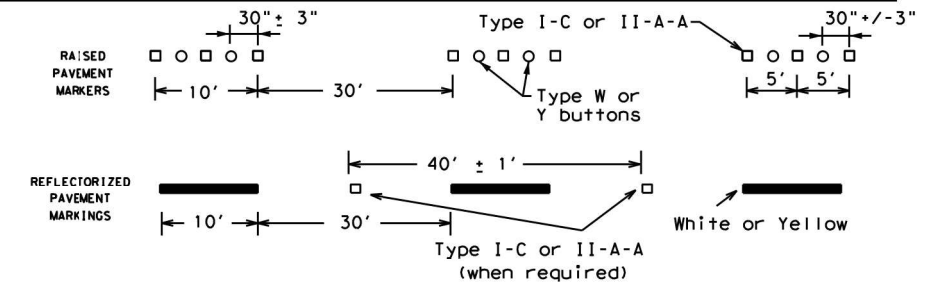 30"± 3"
Type I-C or II-A-A
30"+/-3"
RAISED
PAVEMENT
MARKERS
10'
30'
Type W or
Y buttons
5'
5'
40' ± 1'
REFLECTORIZED
PAVEMENT
MARKINGS
10'
30'
Type I-C or II-A-A
(when required)
White or Yellow